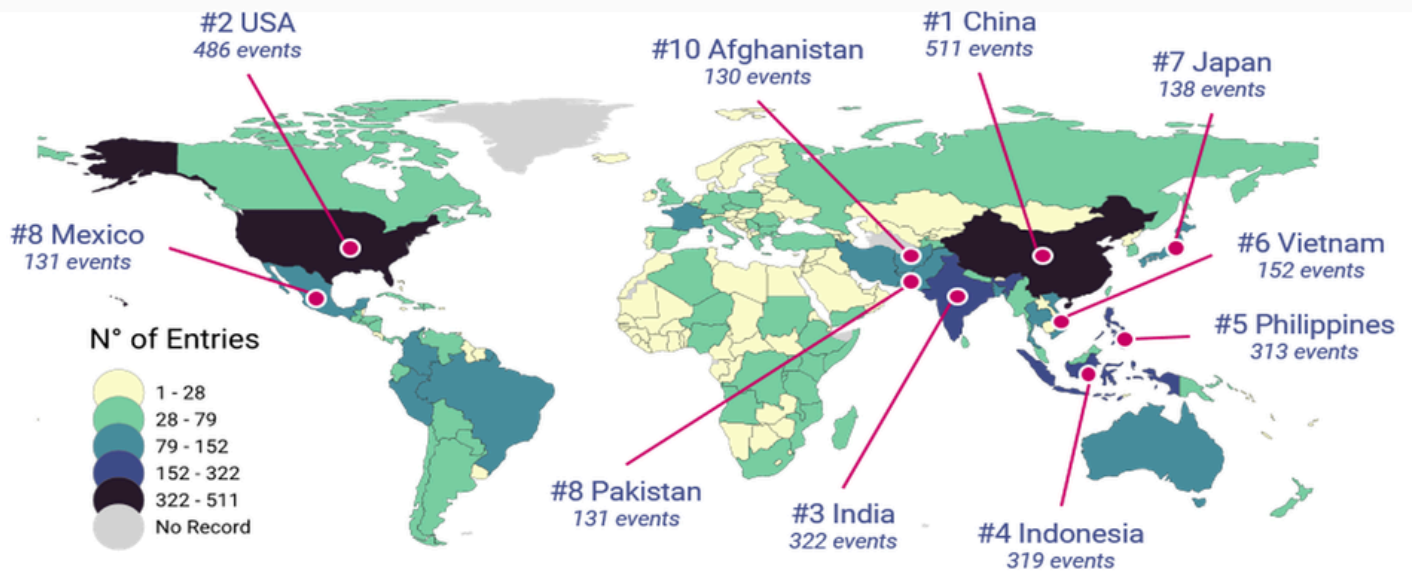 #2 USA
486 events
#10 Afghanistan
130 events
#1 China
511 events
#7 Japan
138 events
#8 Mexico
131 events
#6 Vietnam
152 events
#5 Philippines
313 events
N° of Entries
1 - 28
28 - 79
79 - 152
152 - 322
322 - 511
No Record
#8 Pakistan
131 events
#3 India
322 events
#4 Indonesia
319 events